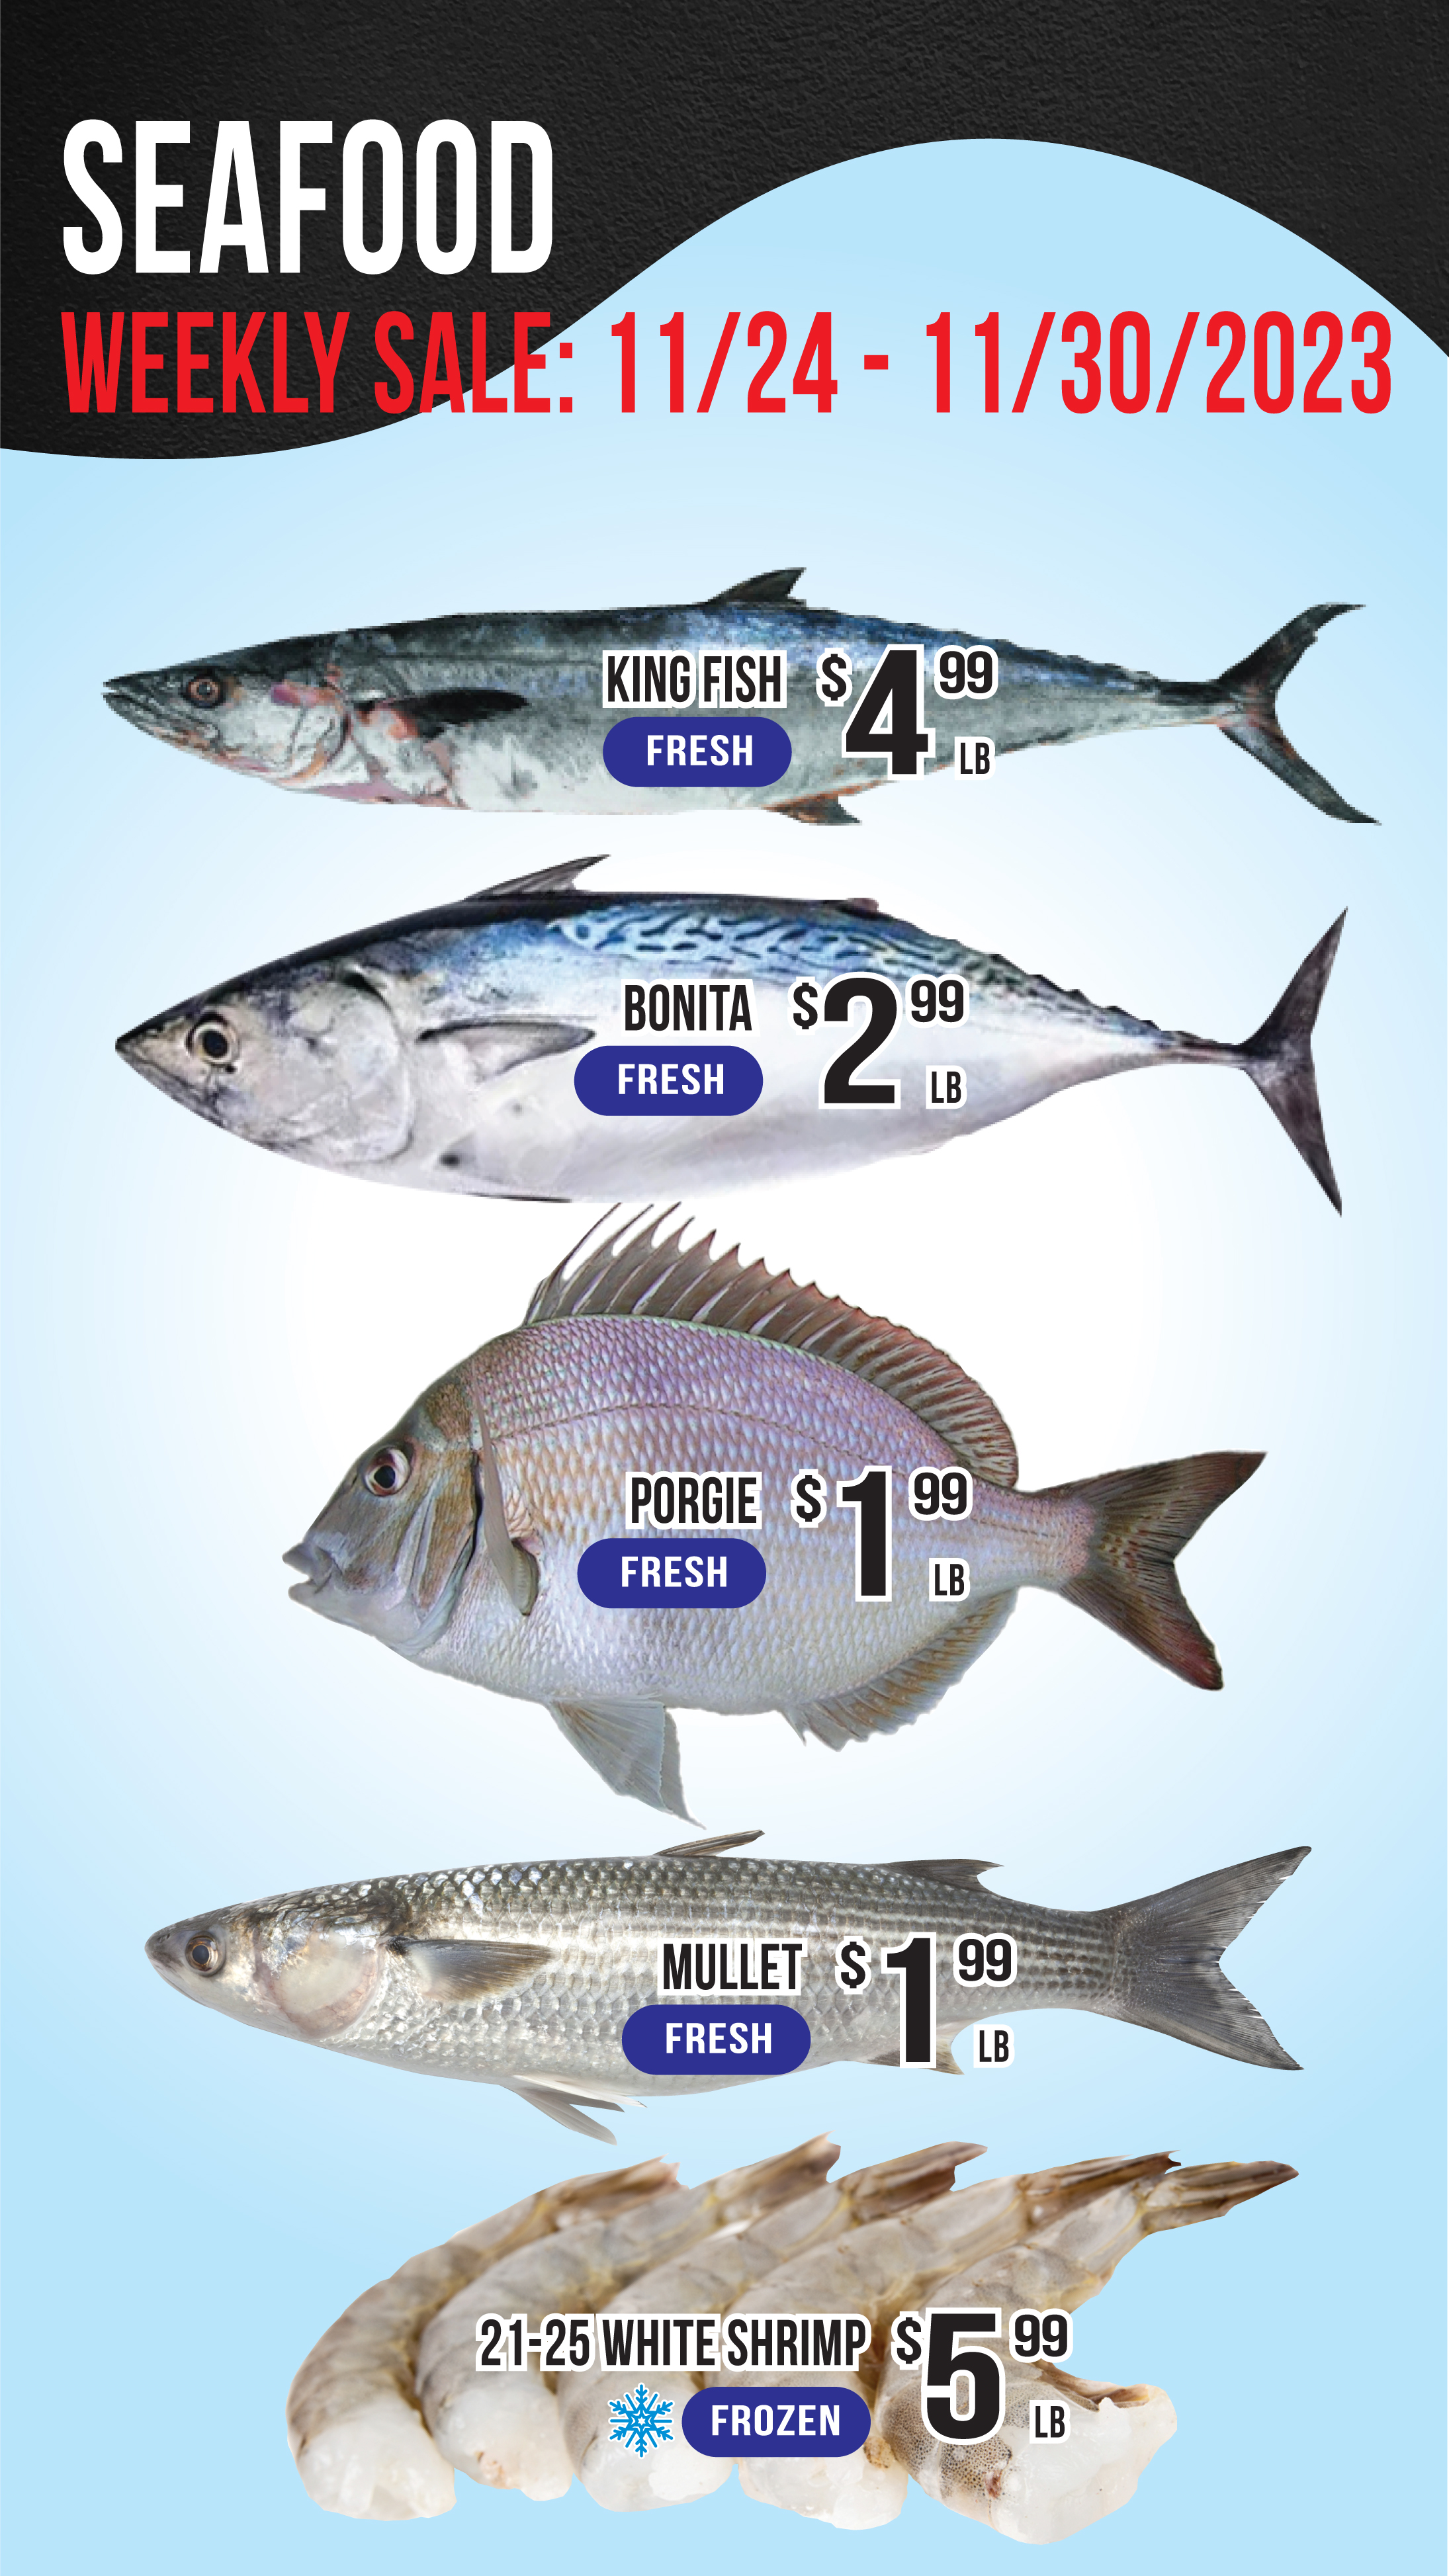 SEAFOOD
WEEKLY SALE: 11/24 - 11/30/2023
KING FISH $4 99
FRESH LB
BONITA $2 99
FRESH LB
PORGIE $1 99
FRESH LB
MULLET $1 99
FRESH LB
21-25 WHITE SHRIMP $5 99
FROZEN LB